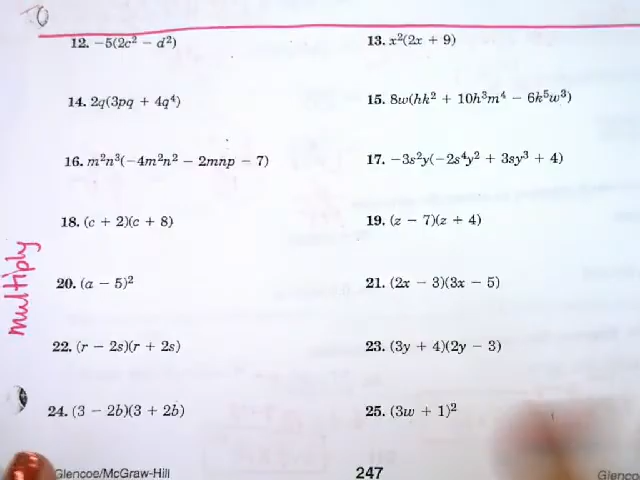 12. −5(2c² − d²)
13. x²(2x + 9)
14. 2q(3pq + 4q⁴)
15. 8w(hk² + 10h³m⁴ − 6k⁵w³)
16. m²n³(−4m²n² − 2mnp − 7)
17. −3s²y(−2s⁴y² + 3sy³ + 4)
18. (c + 2)(c + 8)
19. (z − 7)(z + 4)
multiply
20. (a − 5)²
21. (2x − 3)(3x − 5)
22. (r − 2s)(r + 2s)
23. (3y + 4)(2y − 3)
24. (3 − 2b)(3 + 2b)
25. (3w + 1)²
Glencoe/McGraw-Hill
247
Glenco